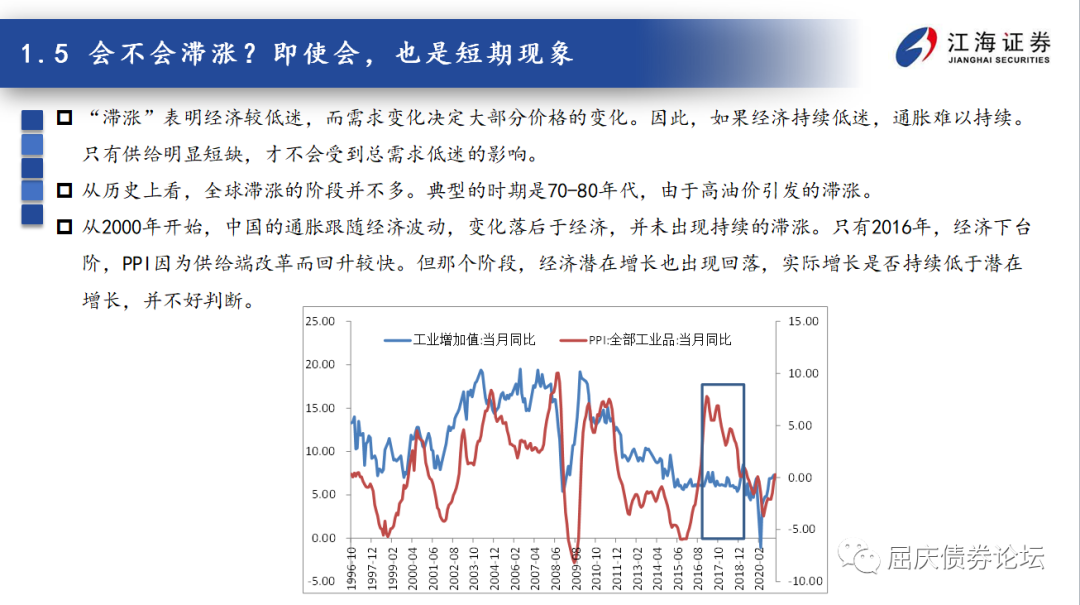 1.5 会不会滞涨？即使会，也是短期现象
江海证券
JIANGHAI SECURITIES
“滞涨”表明经济较低迷，而需求变化决定大部分价格的变化。因此，如果经济持续低迷，通胀难以持续。
只有供给明显短缺，才不会受到总需求低迷的影响。
从历史上看，全球滞涨的阶段并不多。典型的时期是70-80年代，由于高油价引发的滞涨。
从2000年开始，中国的通胀跟随经济波动，变化落后于经济，并未出现持续的滞涨。只有2016年，经济下台
阶，PPI因为供给端改革而回升较快。但那个阶段，经济潜在增长也出现回落，实际增长是否持续低于潜在
增长，并不好判断。
工业增加值:当月同比
PPI:全部工业品:当月同比
25.00
20.00
15.00
10.00
5.00
0.00
-5.00
15.00
10.00
5.00
0.00
-5.00
-10.00
1996-10
1997-12
1999-02
2000-04
2001-06
2002-08
2003-10
2004-12
2006-02
2007-04
2008-06
2009-08
2010-10
2011-12
2013-02
2014-04
2015-06
2016-08
2017-10
2018-12
2020-02
屈庆债券论坛